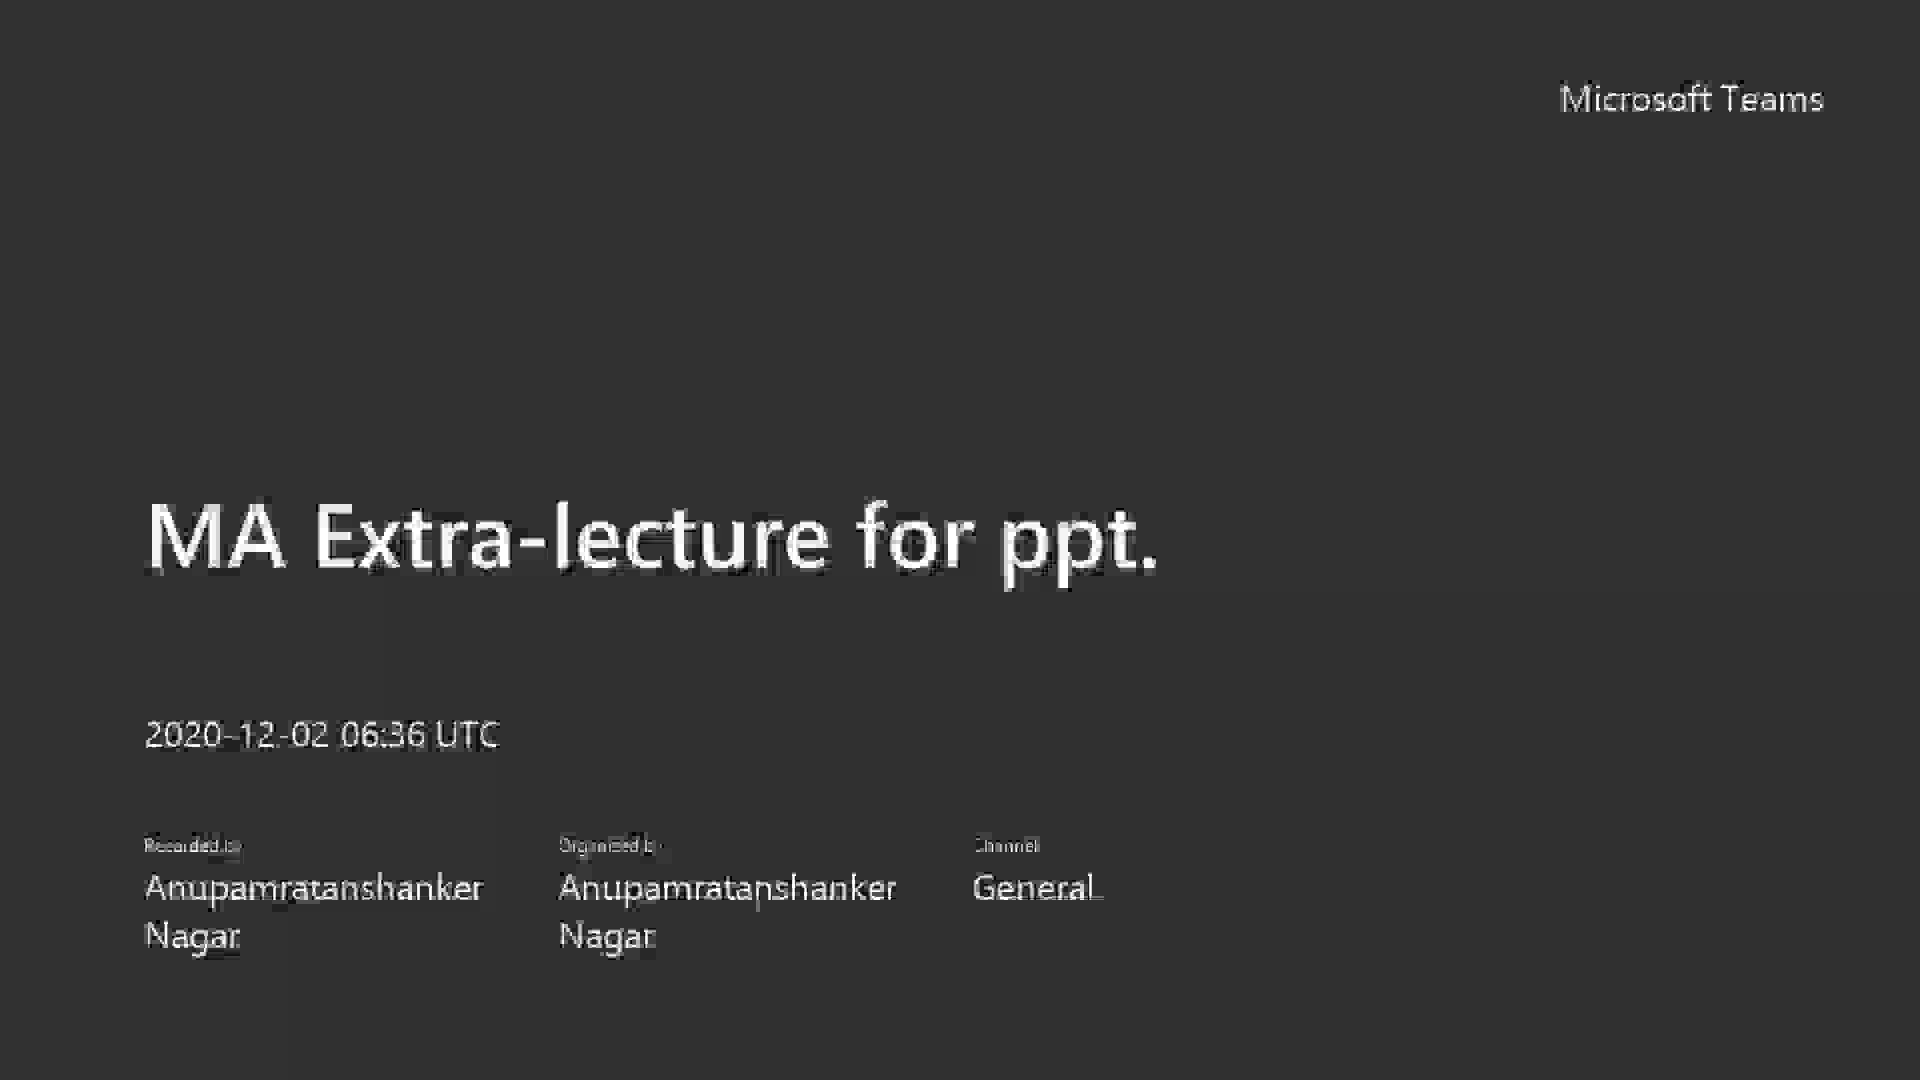 Microsoft Teams
MA Extra-lecture for ppt.
2020-12-02 06:36 UTC
Recorded by
Organized by
Channel
Anupamratanshanker
Anupamratanshanker
General
Nagar
Nagar